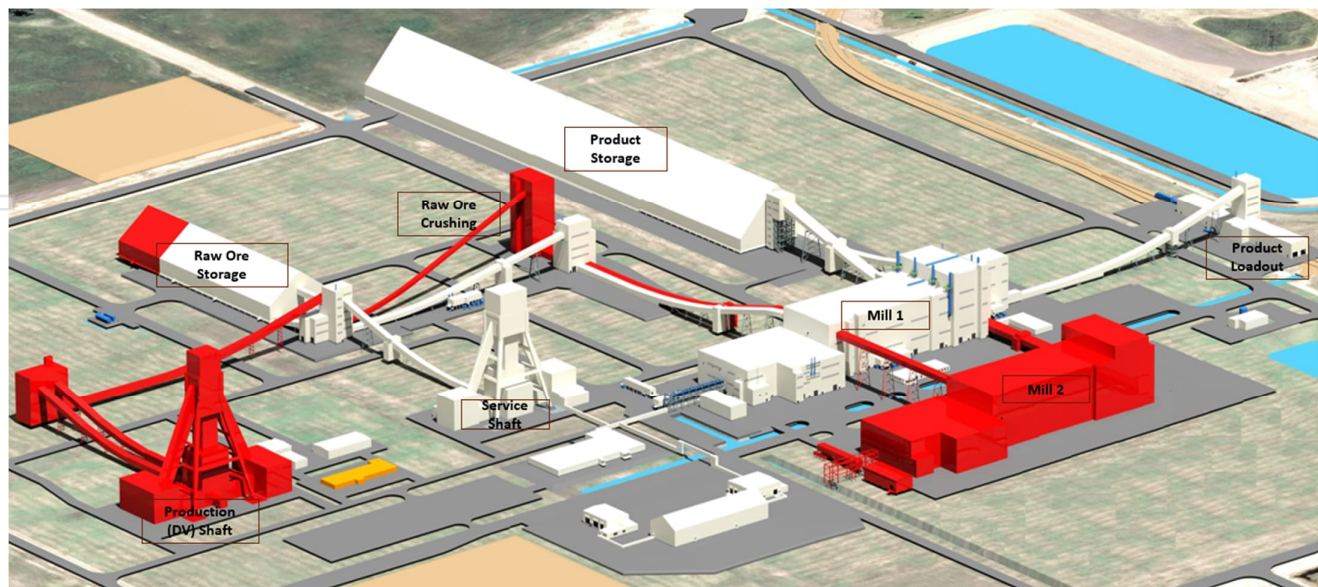 Product
Storage
Raw Ore
Crushing
Raw Ore
Storage
Product
Loadout
Mill 1
Mill 2
Service
Shaft
Production
(DV) Shaft